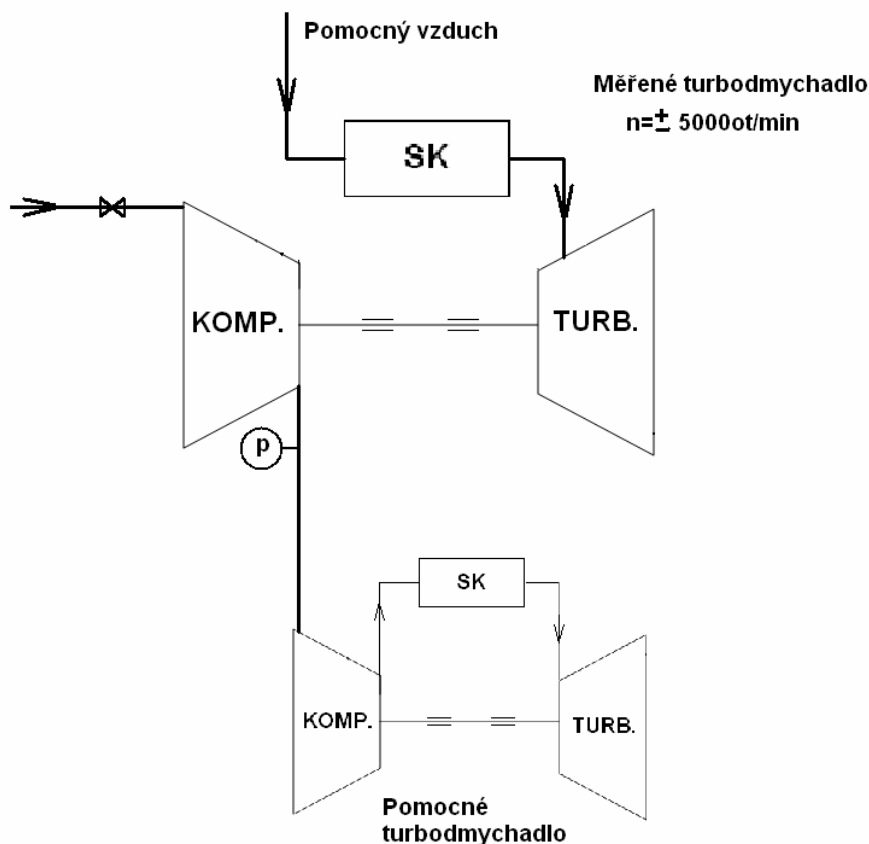 Pomocný vzduch
Měřené turbodmychadlo
n=± 5000ot/min
SK
KOMP.
TURB.
p
SK
KOMP.
TURB.
Pomocné
turbodmychadlo